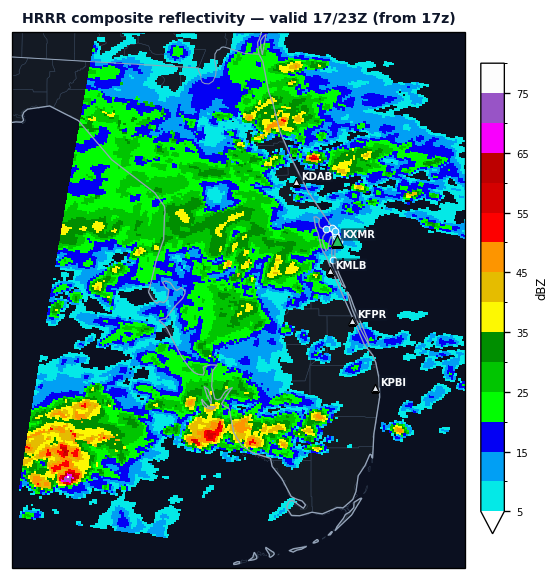 HRRR composite reflectivity — valid 17/23Z (from 17z)
75
65
55
45
35
25
15
5
dBZ
KDAB
KXMR
KMLB
KFPR
KPBI